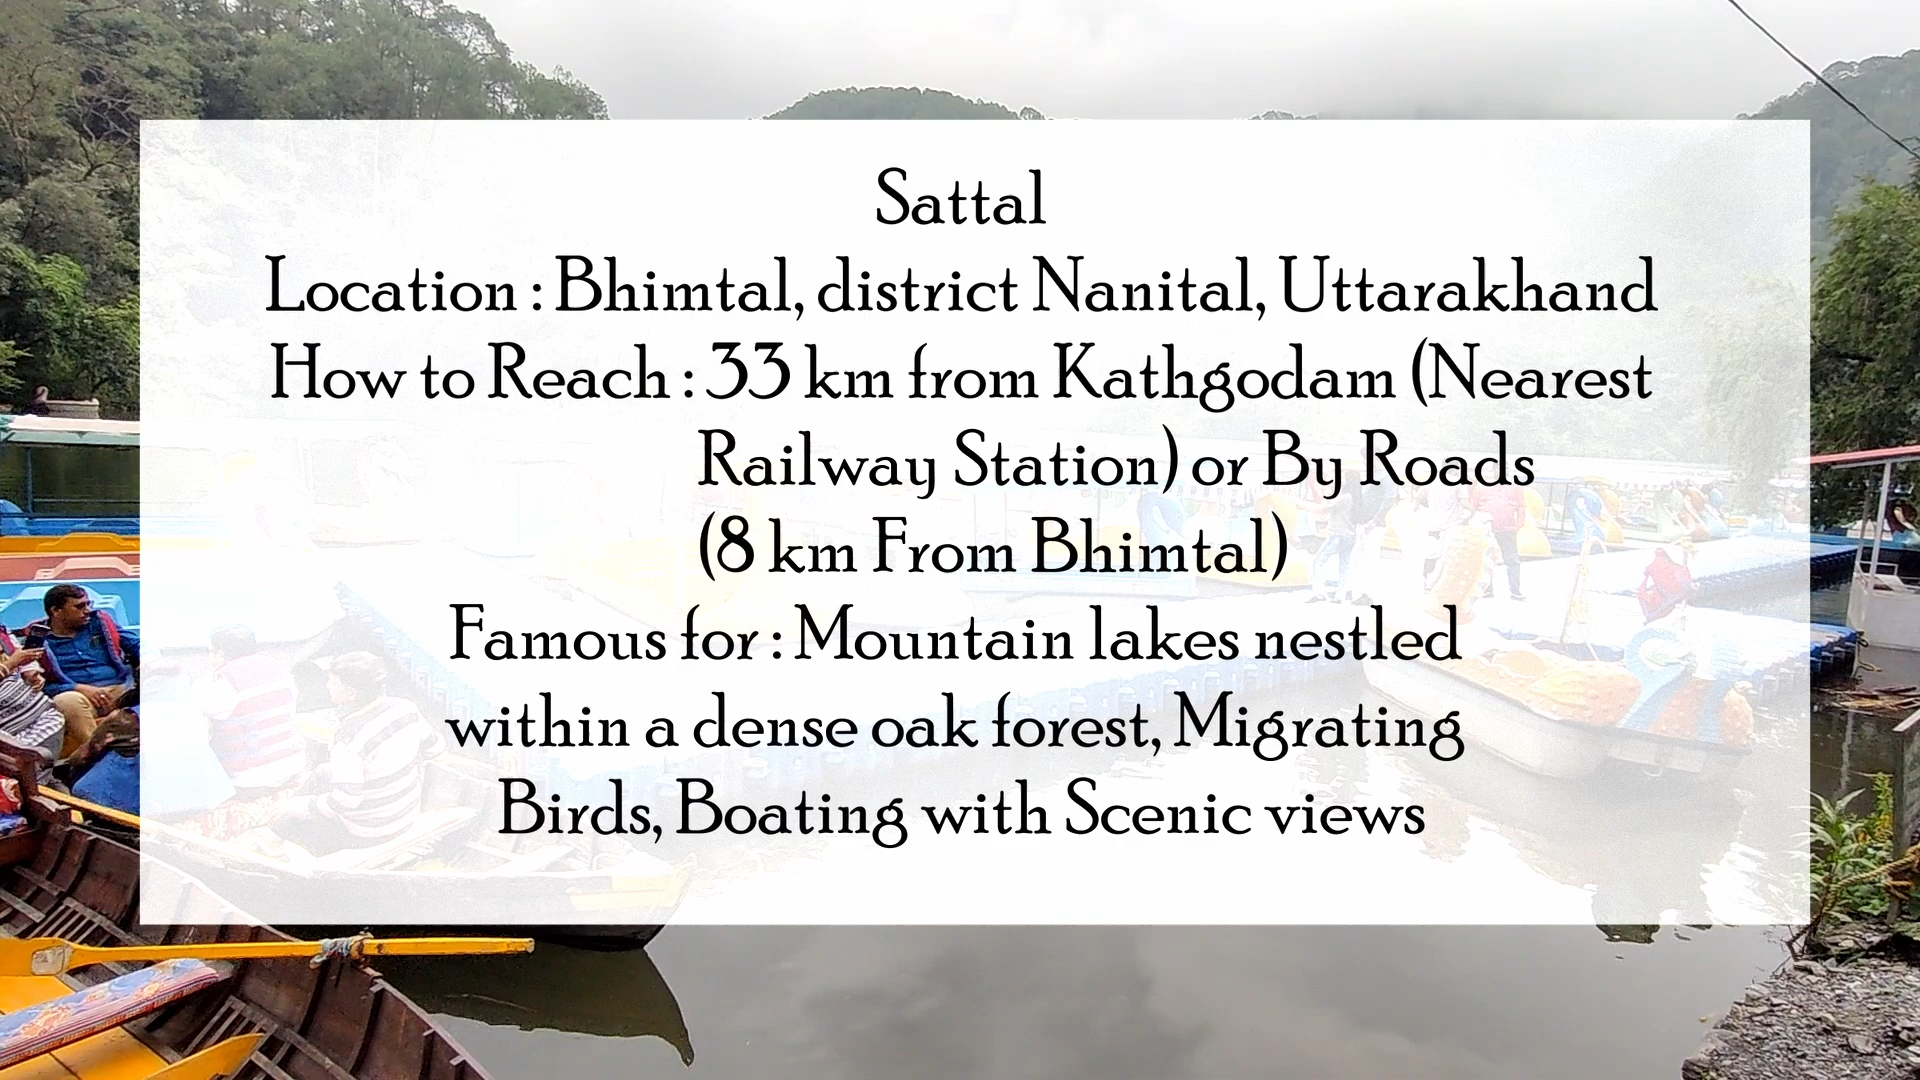 Sattal
Location : Bhimtal, district Nanital, Uttarakhand
How to Reach : 33 km from Kathgodam (Nearest
Railway Station) or By Roads
(8 km From Bhimtal)
Famous for : Mountain lakes nestled
within a dense oak forest, Migrating
Birds, Boating with Scenic views